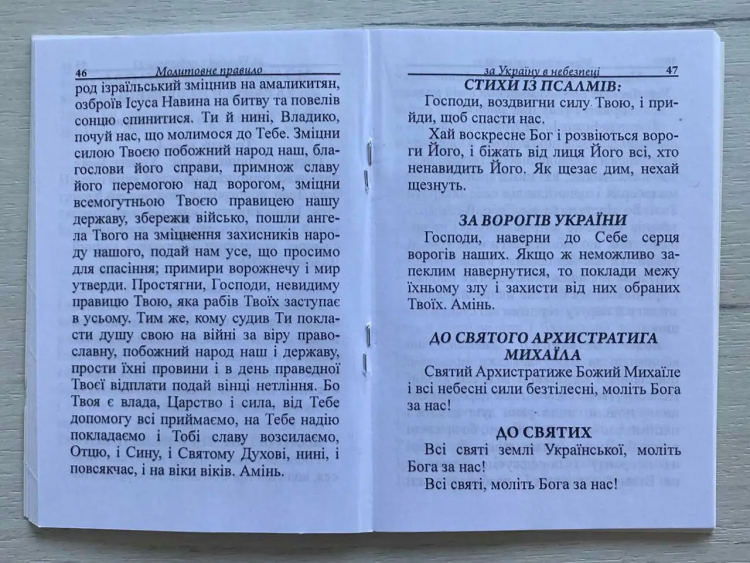 46 Молитовне правило
род ізраїльський зміцнив на амаликитян,
озброїв Ісуса Навина на битву та повелів
сонцю спинитися. Ти й нині, Владико,
почуй нас, що молимося до Тебе. Зміцни
силою Твоєю побожний народ наш, бла-
гослови його справи, примнож славу
його перемогою над ворогом, зміцни
всемогутньою Твоєю правицею нашу
державу, збережи військо, пошли анге-
ла Твого на зміцнення захисників наро-
ду нашого, подай нам усе, що просимо
для спасіння; примири ворожнечу і мир
утверди. Простягни, Господи, невидиму
правицю Твою, яка рабів Твоїх заступає
в усьому. Тим же, кому судив Ти покла-
сти душу свою на війні за віру право-
славну, побожний народ наш і державу,
прости їхні провини і в день праведної
Твоєї відплати подай вінці нетління. Бо
Твоя є влада, Царство і сила, від Тебе
допомогу всі приймаємо, на Тебе надію
покладаємо і Тобі славу возсилаємо,
Отцю, і Сину, і Святому Духові, нині, і
повсякчас, і на віки віків. Амінь.
за Україну в небезпеці 47
СТИХИ ІЗ ПСАЛМІВ:
Господи, воздвигни силу Твою, і при-
йди, щоб спасти нас.
Хай воскресне Бог і розвіються воро-
ги Його, і біжать від лиця Його всі, хто
ненавидить Його. Як щезає дим, нехай
щезнуть.
ЗА ВОРОГІВ УКРАЇНИ
Господи, наверни до Себе серця
ворогів наших. Якщо ж неможливо за-
пеклим навернутися, то поклади межу
їхньому злу і захисти від них обраних
Твоїх. Амінь.
ДО СВЯТОГО АРХИСТРАТИГА
МИХАЇЛА
Святий Архистратиже Божий Михаїле
і всі небесні сили безтілесні, моліть Бога
за нас!
ДО СВЯТИХ
Всі святі землі Української, моліть
Бога за нас!
Всі святі, моліть Бога за нас!